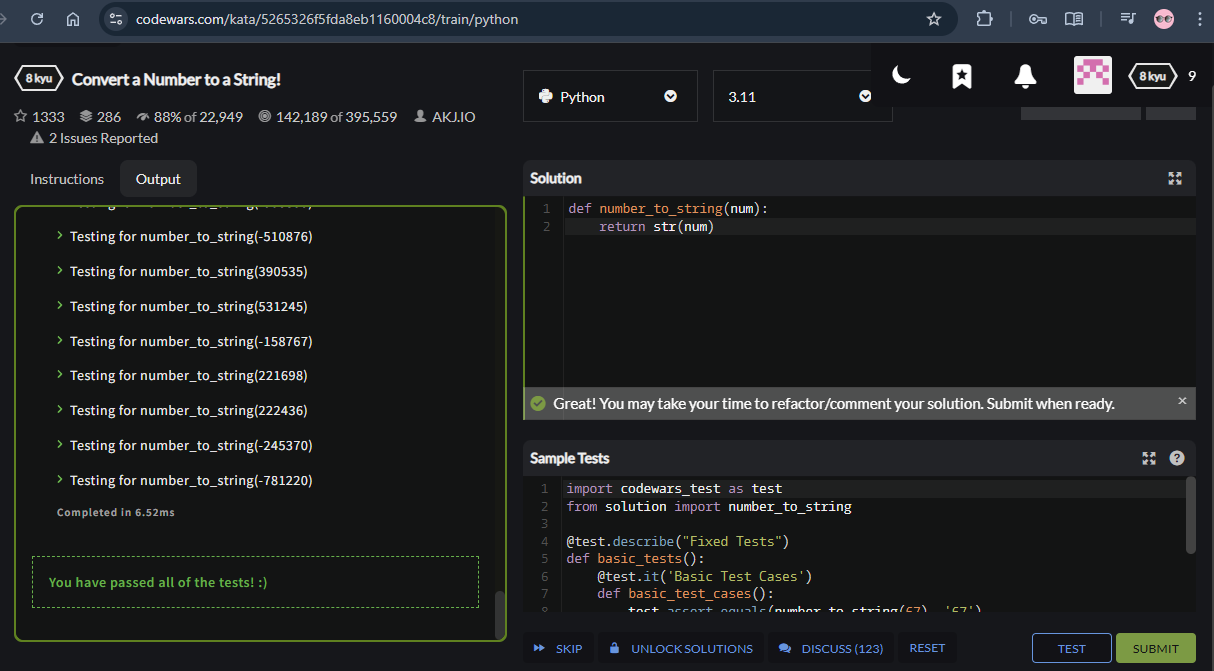 codewars.com/kata/5265326f5fda8eb1160004c8/train/python
8 kyu Convert a Number to a String!
8 kyu 9
1333 286 88% of 22,949 142,189 of 395,559 AKJ.IO
2 Issues Reported
Python
3.11
Instructions Output
Testing for number_to_string(-510876)
Testing for number_to_string(390535)
Testing for number_to_string(531245)
Testing for number_to_string(-158767)
Testing for number_to_string(221698)
Testing for number_to_string(222436)
Testing for number_to_string(-245370)
Testing for number_to_string(-781220)
Completed in 6.52ms
You have passed all of the tests! :)
Solution
1 def number_to_string(num):
2 return str(num)
Great! You may take your time to refactor/comment your solution. Submit when ready.
Sample Tests
1 import codewars_test as test
2 from solution import number_to_string
3
4 @test.describe("Fixed Tests")
5 def basic_tests():
6 @test.it('Basic Test Cases')
7 def basic_test_cases():
8 test.assert_equals(number_to_string(67), '67')
SKIP UNLOCK SOLUTIONS DISCUSS (123) RESET TEST SUBMIT